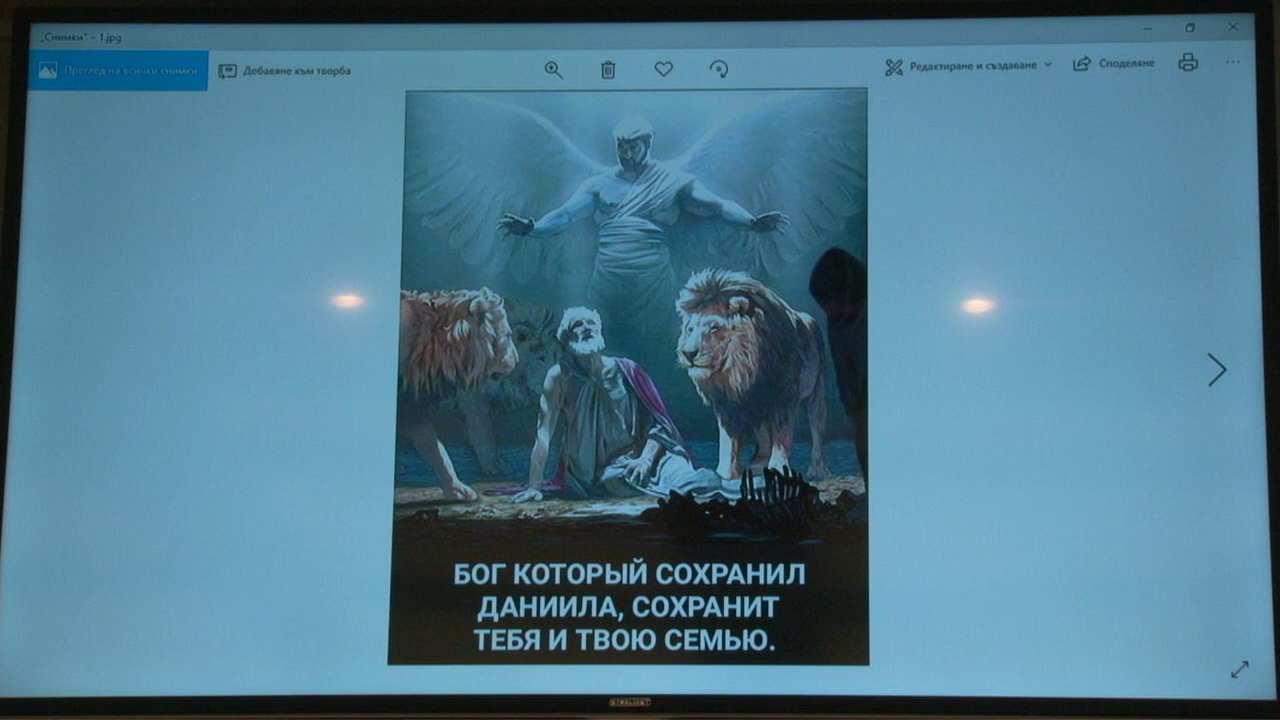 „Снимки“ – 1.jpg
Преглед на всички снимки
Добавяне към творба
Редактиране и създаване
Споделяне
БОГ КОТОРЫЙ СОХРАНИЛ
ДАНИИЛА, СОХРАНИТ
ТЕБЯ И ТВОЮ СЕМЬЮ.